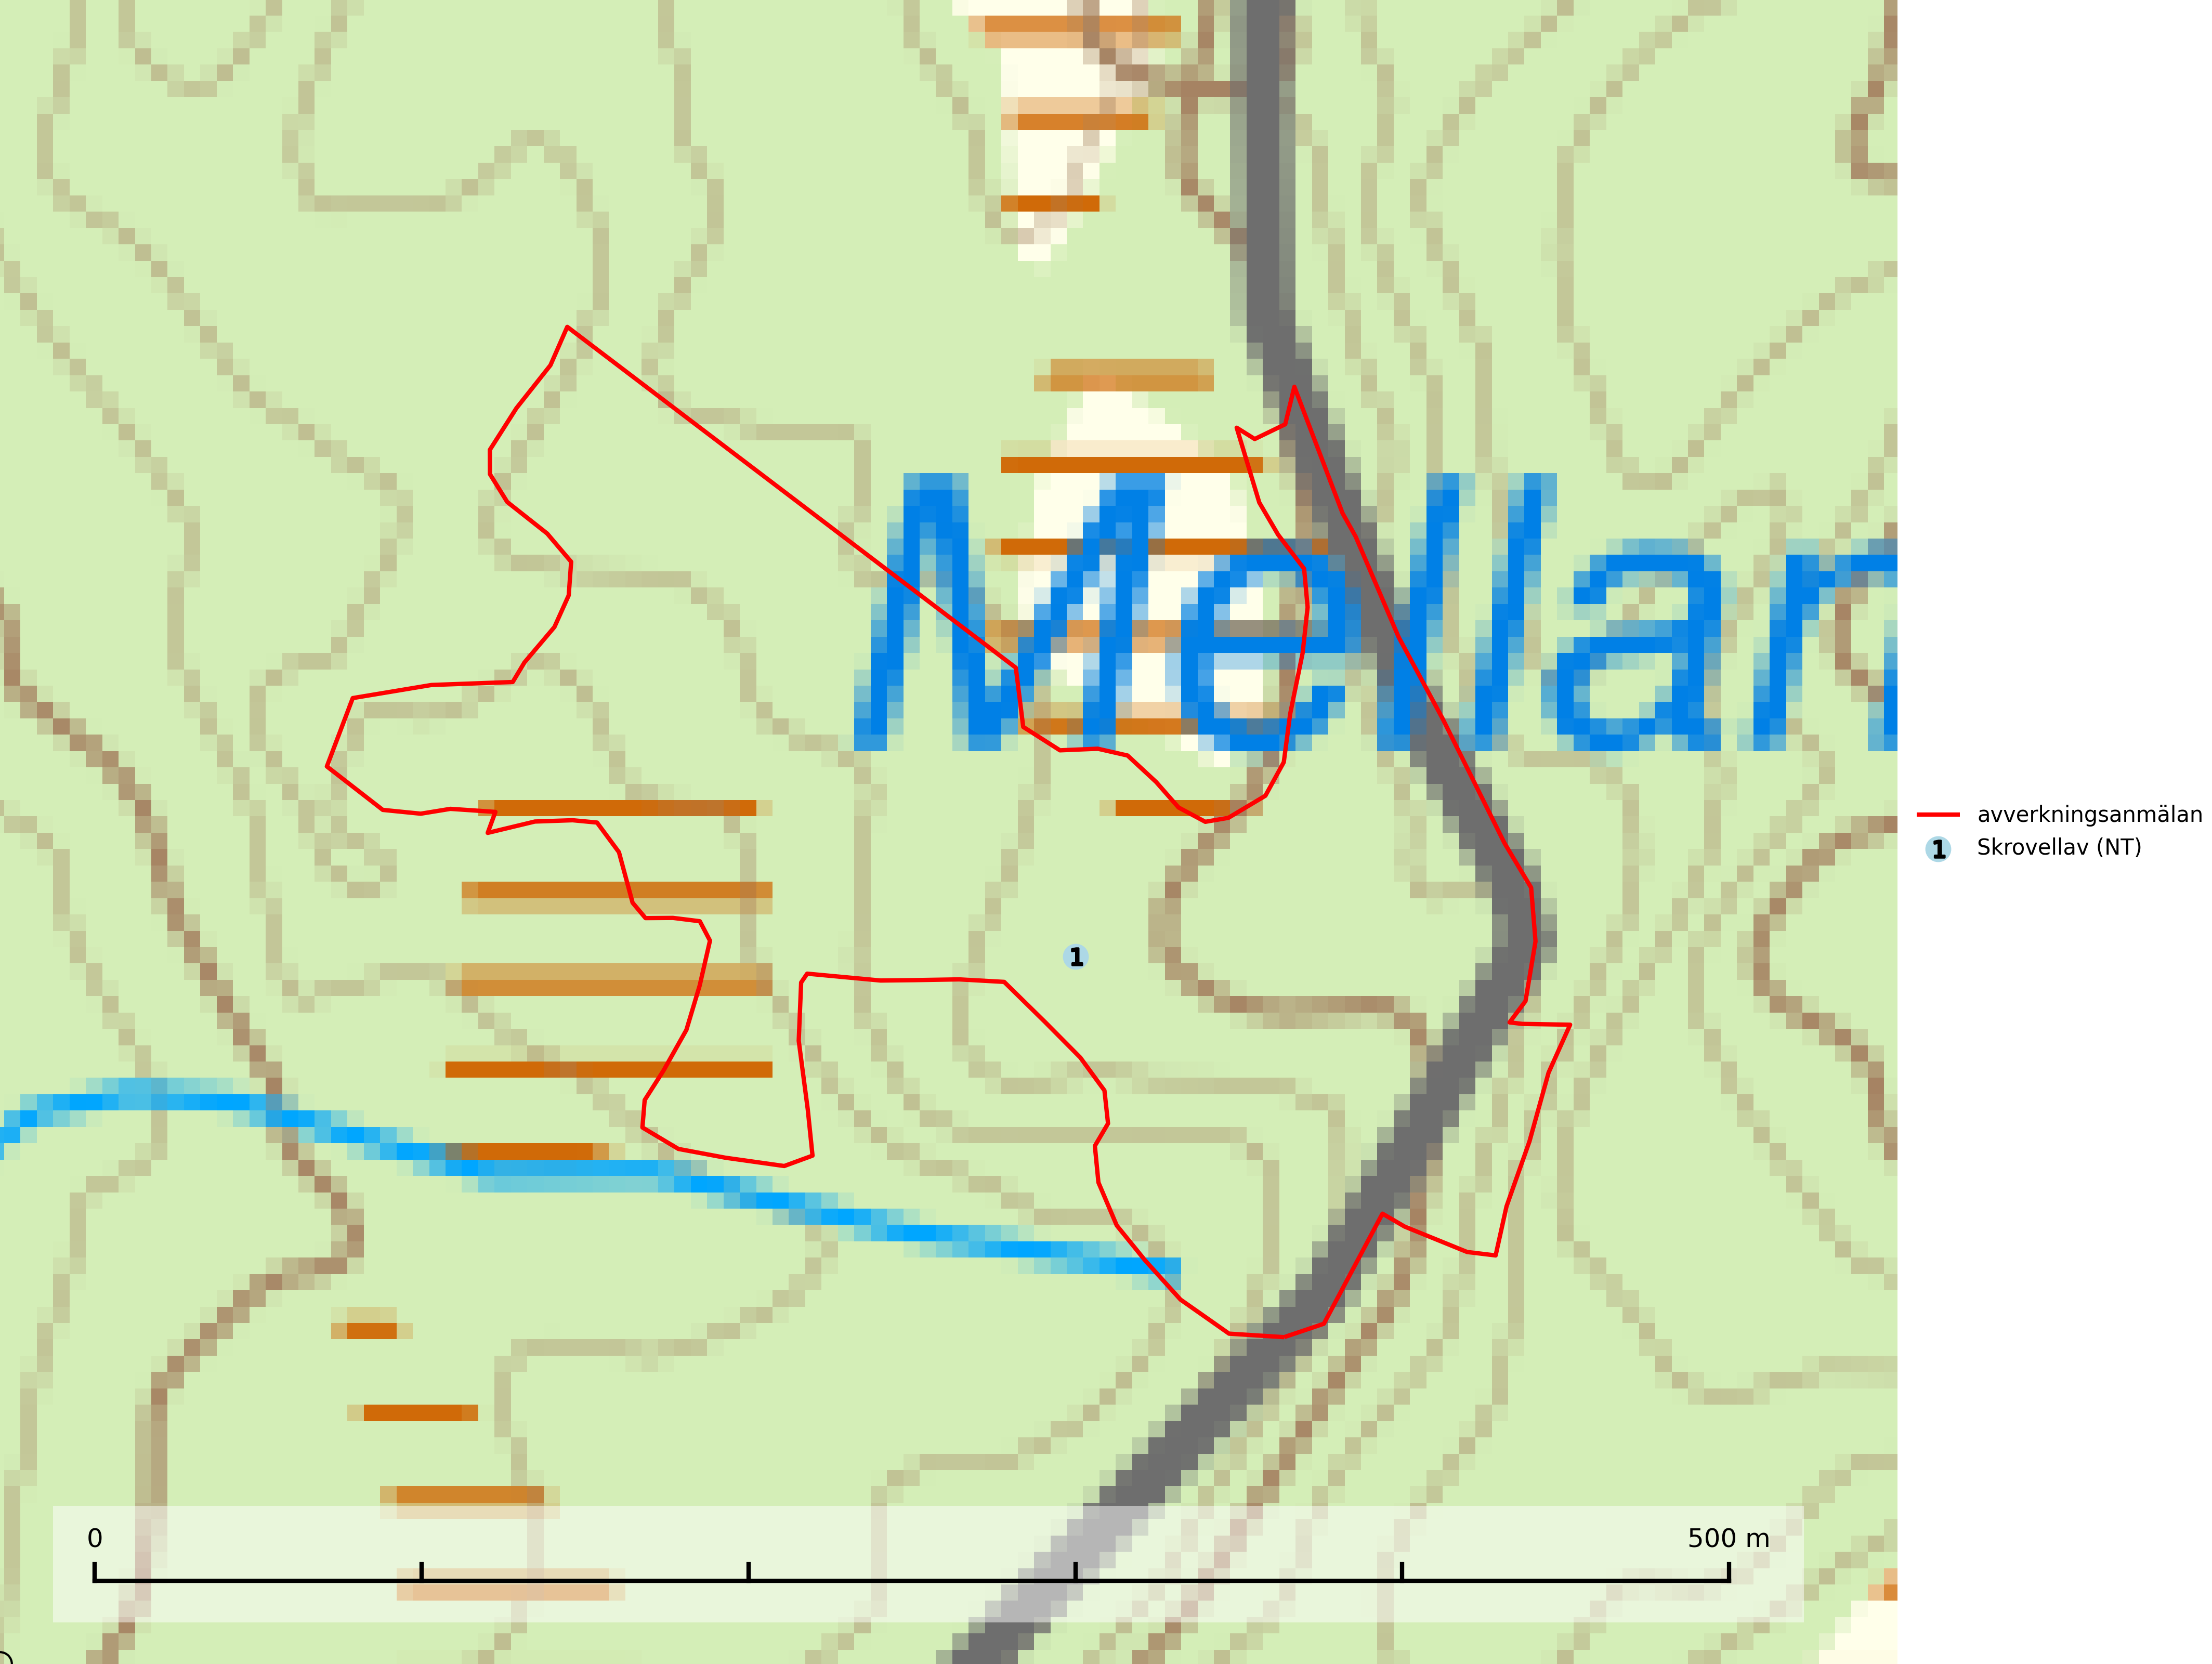 Mellan
avverkningsanmälan
1 Skrovellav (NT)
1
0 500 m